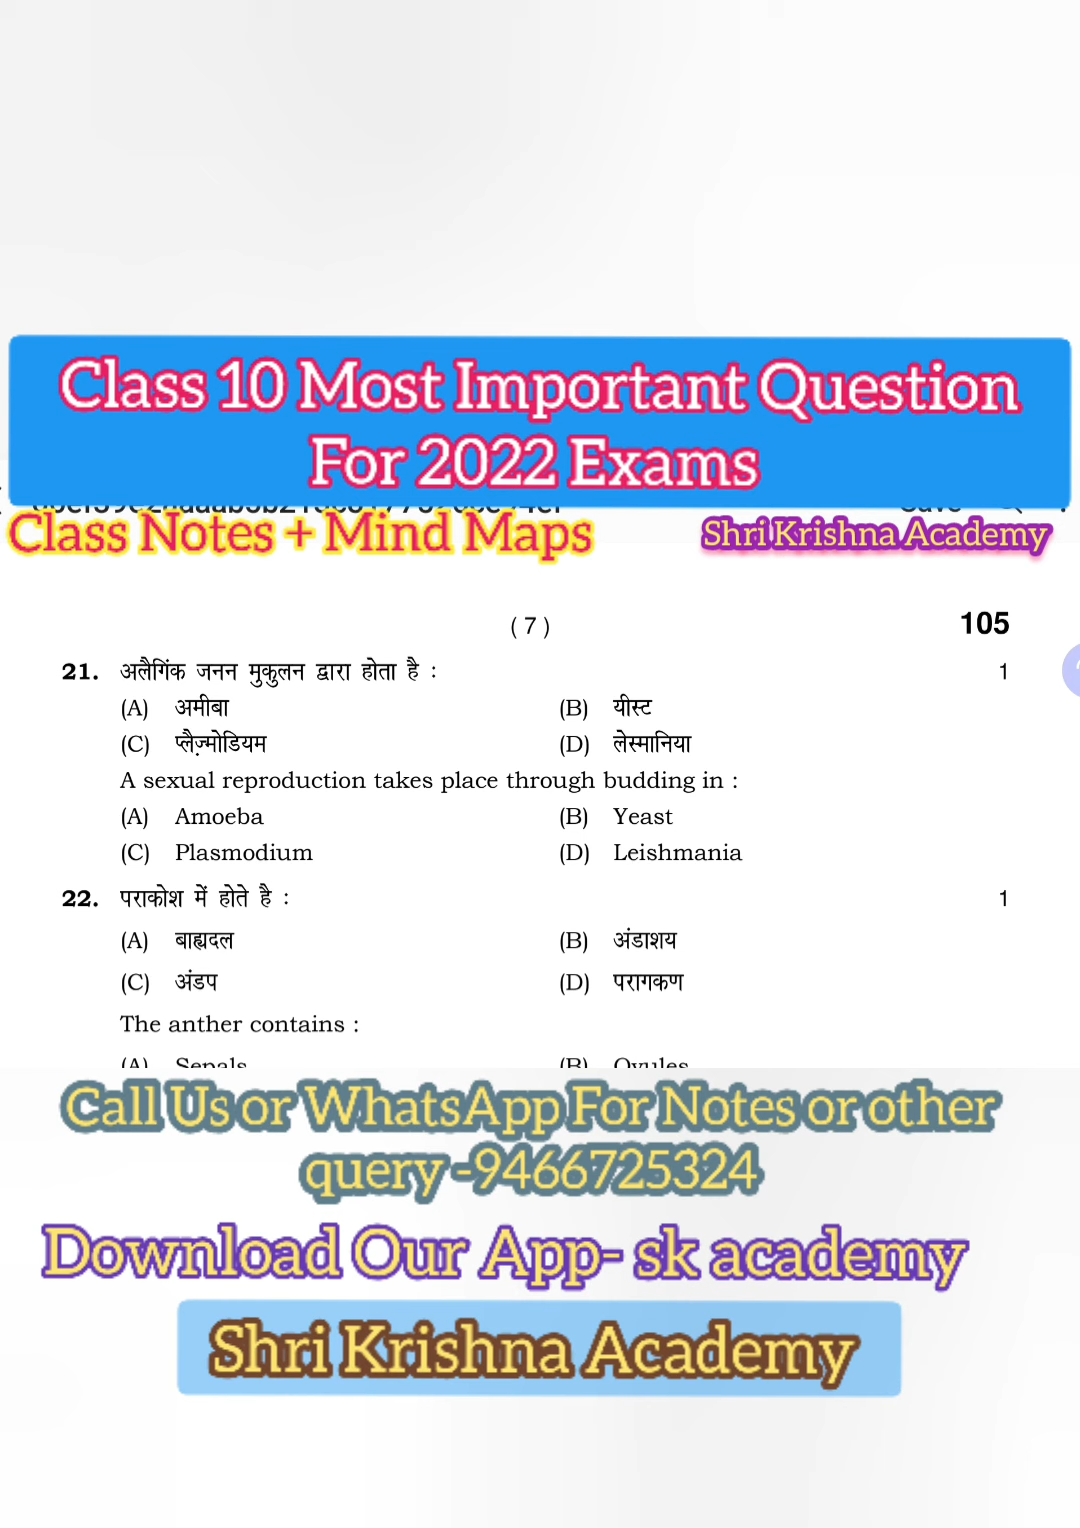 Class 10 Most Important Question
For 2022 Exams
Class Notes + Mind Maps
Shri Krishna Academy
( 7 )
105
21. अलैगिंक जनन मुकुलन द्वारा होता है : 1
(A) अमीबा (B) यीस्ट
(C) प्लैज़्मोडियम (D) लेस्मानिया
A sexual reproduction takes place through budding in :
(A) Amoeba (B) Yeast
(C) Plasmodium (D) Leishmania
22. पराकोश में होते है : 1
(A) बाह्यदल (B) अंडाशय
(C) अंडप (D) परागकण
The anther contains :
(A) Sepals (B) Ovules
Call Us or WhatsApp For Notes or other
query -9466725324
Download Our App- sk academy
Shri Krishna Academy